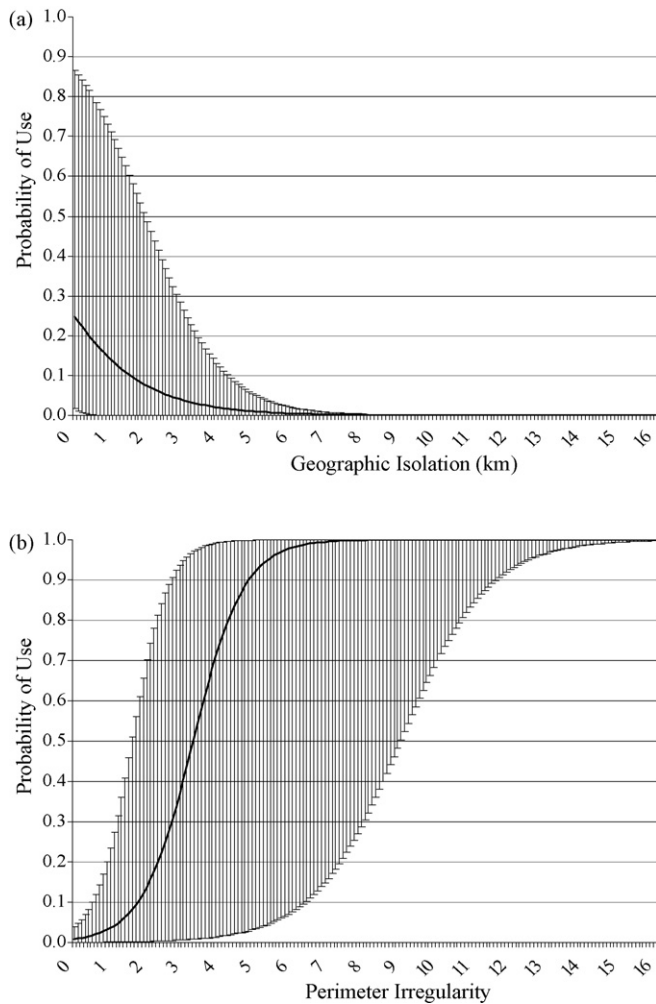 (a)
1.0
0.9
0.8
0.7
0.6
0.5
0.4
0.3
0.2
0.1
0.0
Probability of Use
0 1 2 3 4 5 6 7 8 9 10 11 12 13 14 15 16
Geographic Isolation (km)
(b)
1.0
0.9
0.8
0.7
0.6
0.5
0.4
0.3
0.2
0.1
0.0
Probability of Use
0 1 2 3 4 5 6 7 8 9 10 11 12 13 14 15 16
Perimeter Irregularity